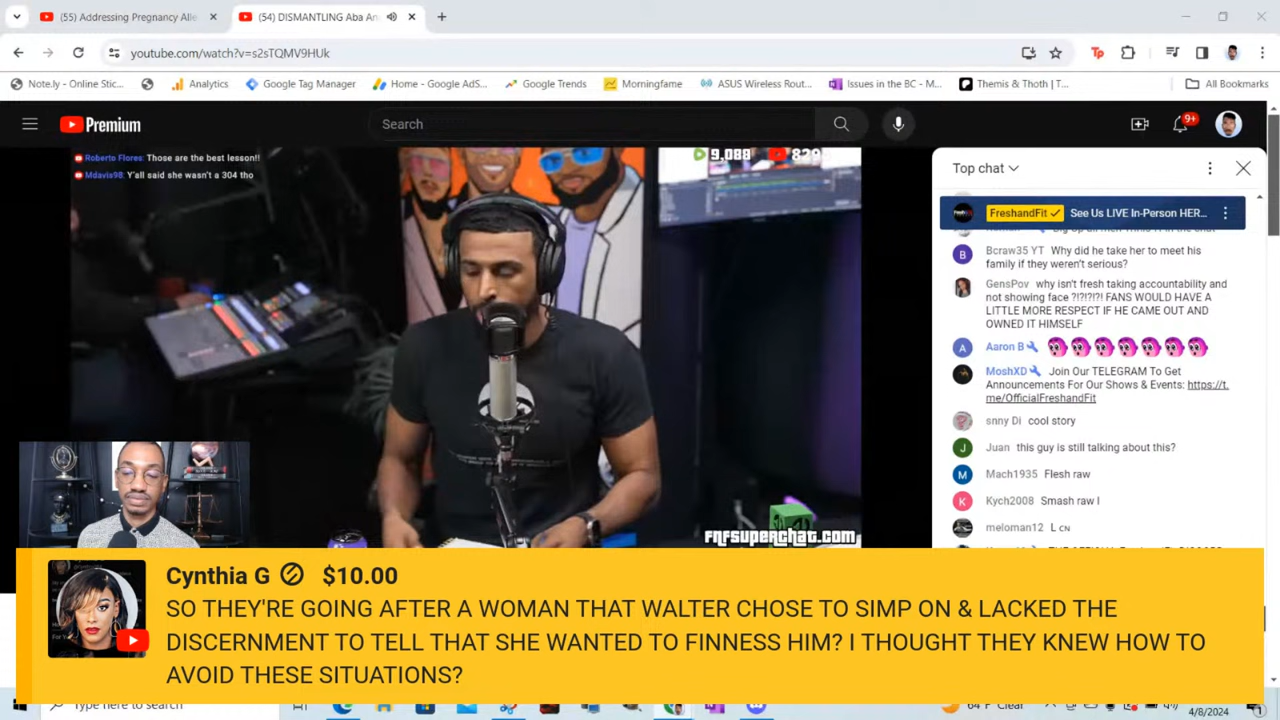 (55) Addressing Pregnancy Alle
(54) DISMANTLING Aba An
youtube.com/watch?v=s2sTQMV9HUk
Note.ly - Online Stic...
Analytics
Google Tag Manager
Home - Google AdS...
Google Trends
Morningfame
ASUS Wireless Rout...
Issues in the BC - M...
Themis & Thoth | T...
All Bookmarks
Premium
Search
9+
Roberto Flores: Those are the best lesson!!
Mdavis98: Y'all said she wasn't a 304 tho
9,088
829
fnfsuperchat.com
Top chat
FreshandFit See Us LIVE In-Person HER...
Bcraw35 YT Why did he take her to meet his
family if they weren't serious?
GensPov why isn't fresh taking accountability and
not showing face ?!?!?!?! FANS WOULD HAVE A
LITTLE MORE RESPECT IF HE CAME OUT AND
OWNED IT HIMSELF
Aaron B
MoshXD Join Our TELEGRAM To Get
Announcements For Our Shows & Events: https://t.
me/OfficialFreshandFit
snny Di cool story
Juan this guy is still talking about this?
Mach1935 Flesh raw
Kych2008 Smash raw I
meloman12 L CN
Cynthia G $10.00
SO THEY'RE GOING AFTER A WOMAN THAT WALTER CHOSE TO SIMP ON & LACKED THE
DISCERNMENT TO TELL THAT SHE WANTED TO FINNESS HIM? I THOUGHT THEY KNEW HOW TO
AVOID THESE SITUATIONS?
Type here to search
64°F Clear
4/8/2024